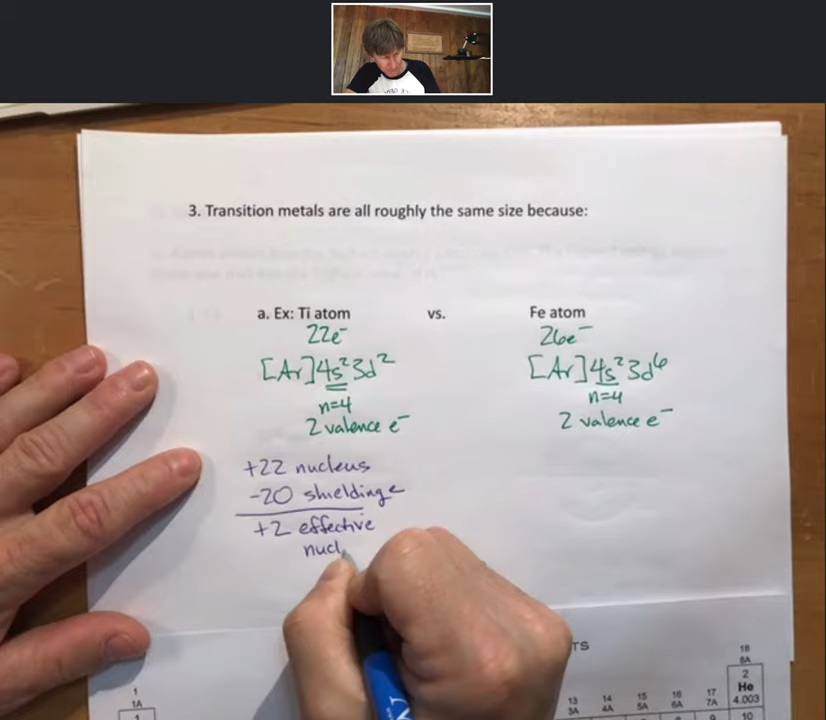 3. Transition metals are all roughly the same size because:
a. Ex: Ti atom vs. Fe atom
22e⁻ 26e⁻
[Ar]4s²3d² [Ar]4s²3d⁶
n=4 n=4
2 valence e⁻ 2 valence e⁻
+22 nucleus
-20 shielding e⁻
+2 effective
nucl
TS
18
8A
1 13 14 15 16 17 2
1A 3A 4A 5A 6A 7A He
1 4.003
10